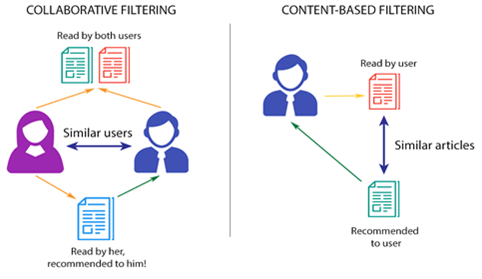 COLLABORATIVE FILTERING
Read by both users
Similar users
Read by her,
recommended to him!
CONTENT-BASED FILTERING
Read by user
Similar articles
Recommended
to user